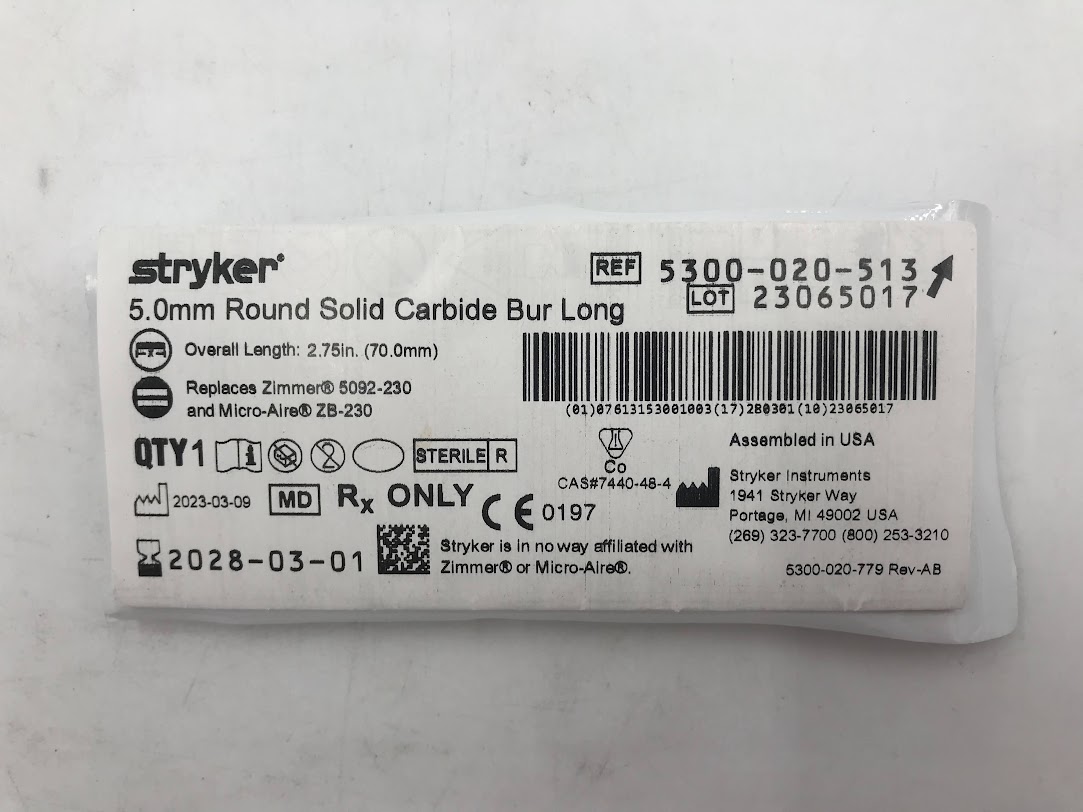 stryker®
REF 5300-020-513
LOT 23065017
5.0mm Round Solid Carbide Bur Long
Overall Length: 2.75in. (70.0mm)
Replaces Zimmer® 5092-230
and Micro-Aire® ZB-230
(01)07613153001003(17)280301(10)23065017
QTY 1
i
2
STERILE R
Co
CAS#7440-48-4
Assembled in USA
Stryker Instruments
1941 Stryker Way
Portage, MI 49002 USA
(269) 323-7700 (800) 253-3210
2023-03-09
MD
Rx ONLY
CE 0197
2028-03-01
Stryker is in no way affiliated with
Zimmer® or Micro-Aire®.
5300-020-779 Rev-AB